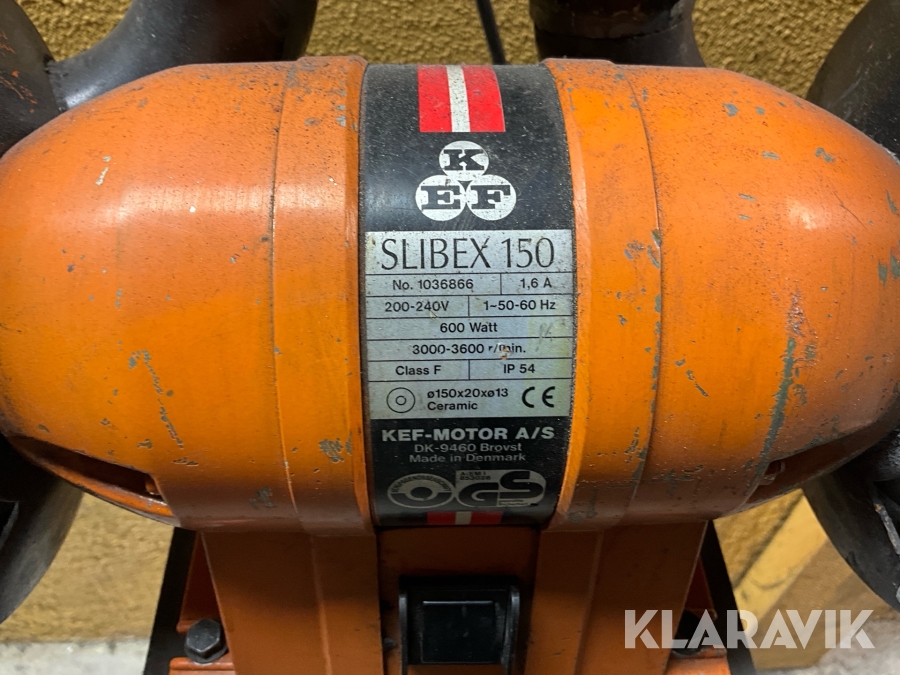 K
E F
SLIBEX 150
No. 1036866 1,6 A
200-240V 1~50-60 Hz
600 Watt
3000-3600 r/min.
Class F IP 54
ø150x20xø13
Ceramic CE
KEF-MOTOR A/S
DK-9460 Brovst
Made in Denmark
GS
KLARAVIK